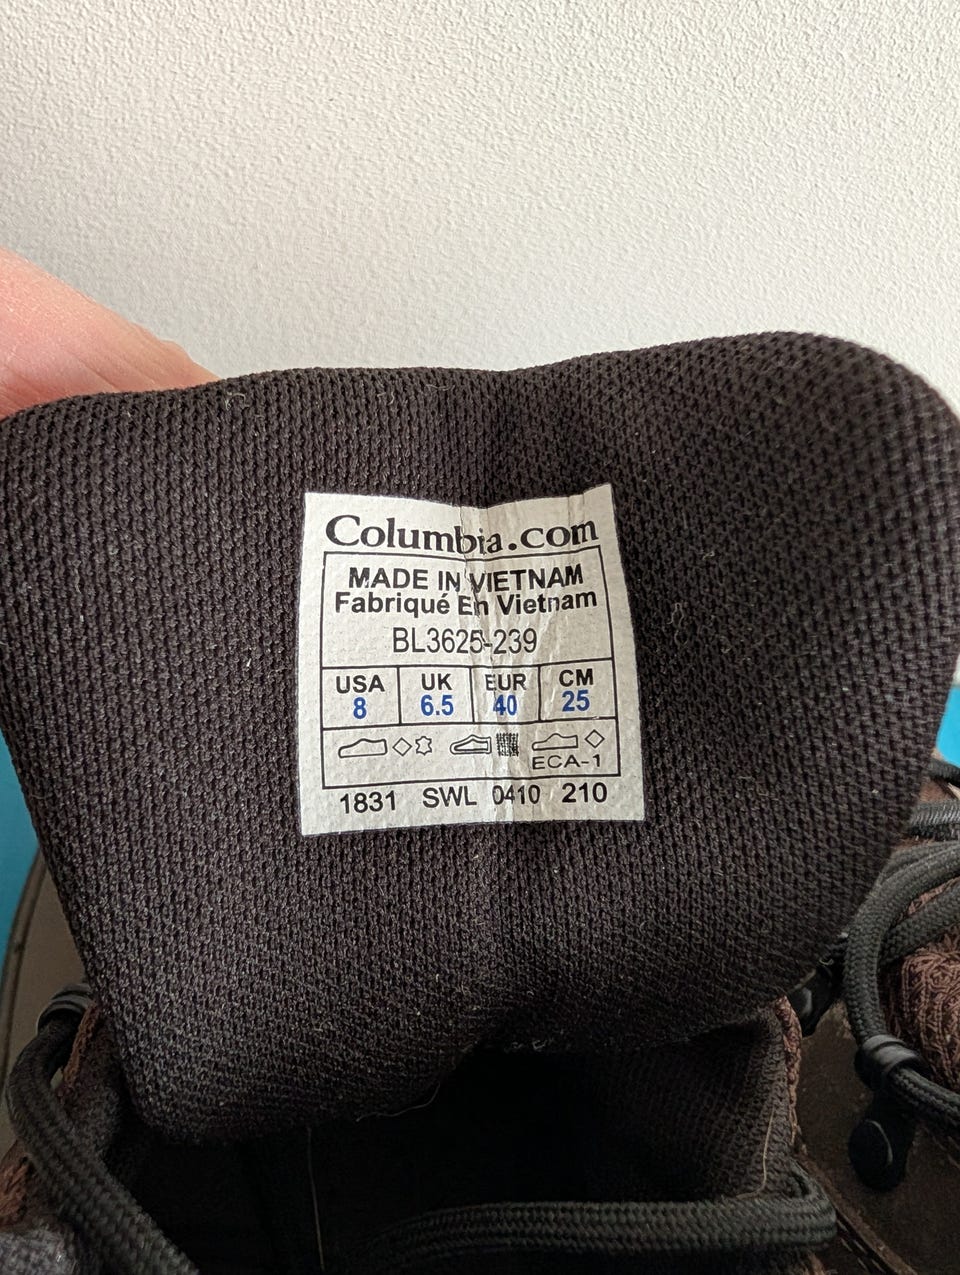 Columbia.com
MADE IN VIETNAM
Fabriqué En Vietnam
BL3625-239
USA UK EUR CM
8 6.5 40 25
ECA-1
1831 SWL 0410 210